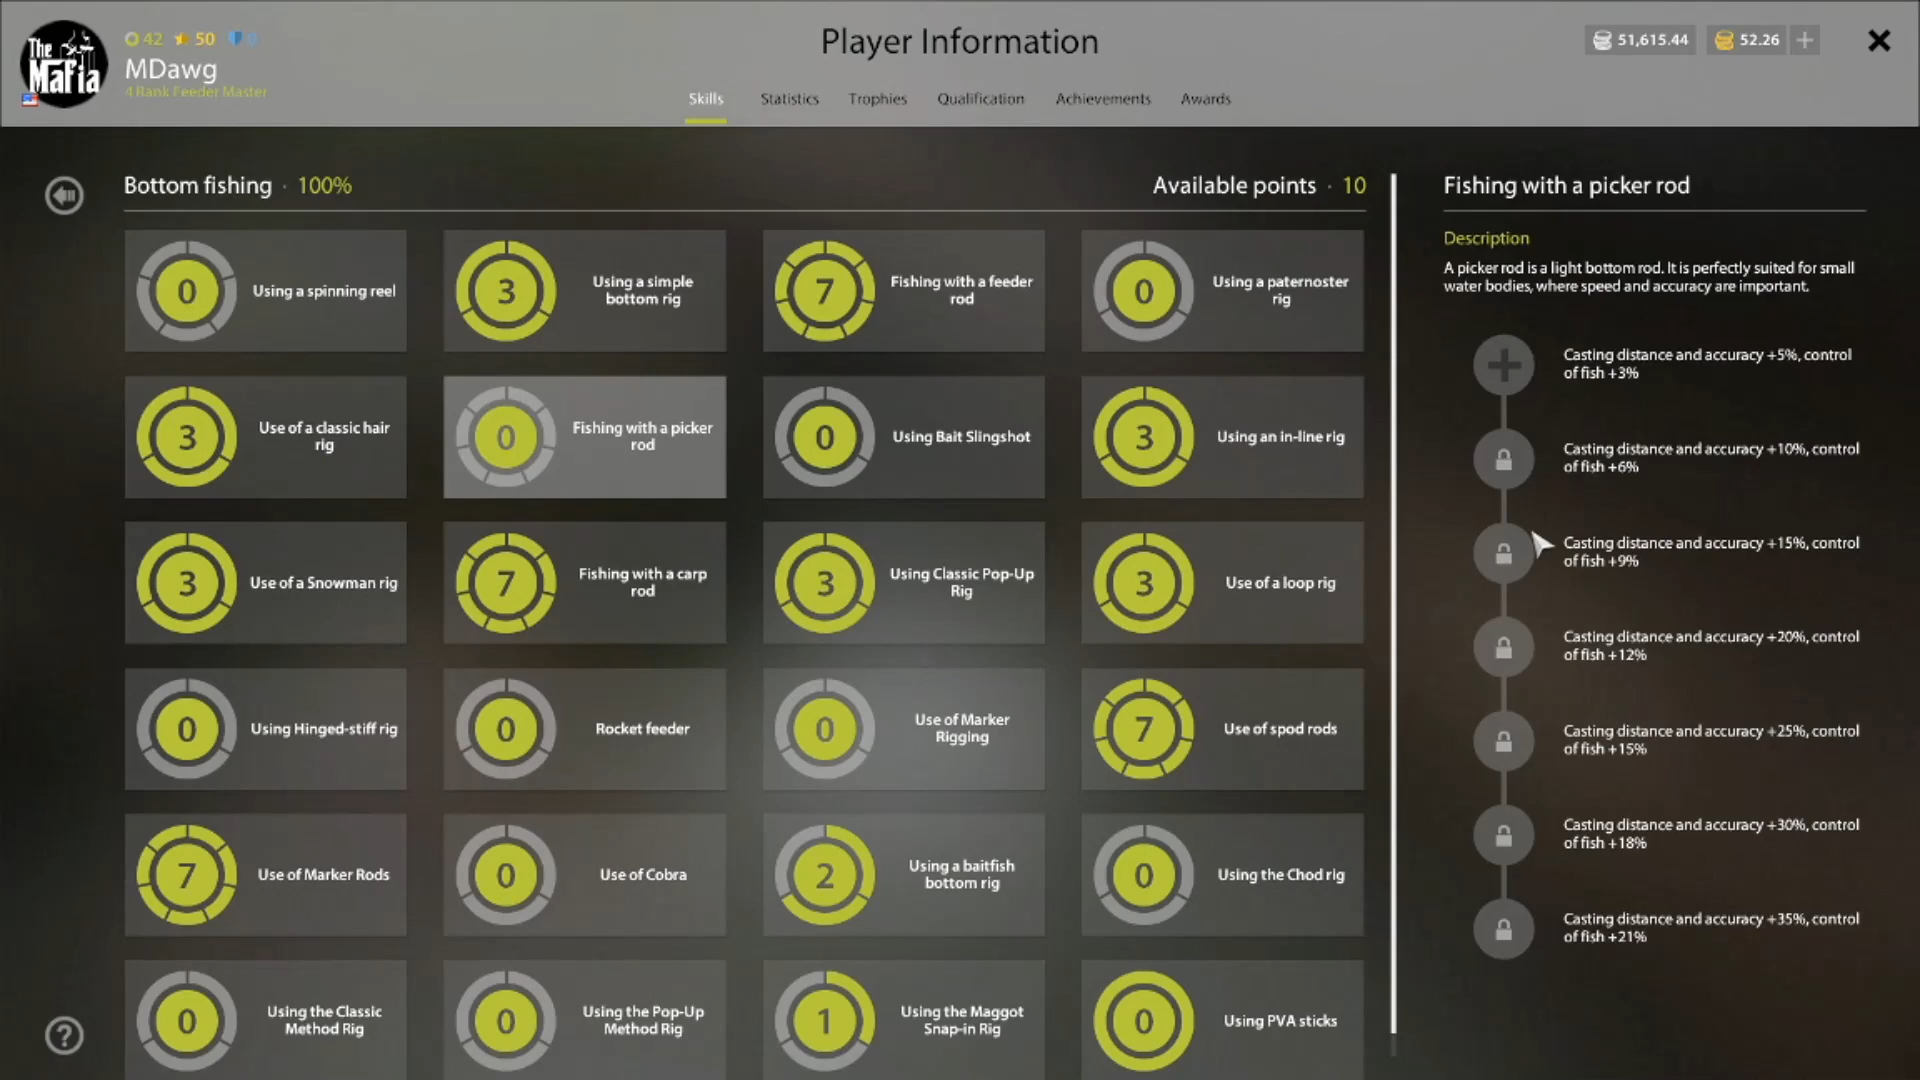 The
Mafia
42 50 0
MDawg
4 Rank Feeder Master
Player Information
51,615.44 52.26
Skills Statistics Trophies Qualification Achievements Awards
Bottom fishing · 100%
Available points · 10
0 Using a spinning reel
3 Using a simple
bottom rig
7 Fishing with a feeder
rod
0 Using a paternoster
rig
3 Use of a classic hair
rig
0 Fishing with a picker
rod
0 Using Bait Slingshot
3 Using an in-line rig
3 Use of a Snowman rig
7 Fishing with a carp
rod
3 Using Classic Pop-Up
Rig
3 Use of a loop rig
0 Using Hinged-stiff rig
0 Rocket feeder
0 Use of Marker
Rigging
7 Use of spod rods
7 Use of Marker Rods
0 Use of Cobra
2 Using a baitfish
bottom rig
0 Using the Chod rig
0 Using the Classic
Method Rig
0 Using the Pop-Up
Method Rig
1 Using the Maggot
Snap-in Rig
0 Using PVA sticks
?
Fishing with a picker rod
Description
A picker rod is a light bottom rod. It is perfectly suited for small
water bodies, where speed and accuracy are important.
Casting distance and accuracy +5%, control
of fish +3%
Casting distance and accuracy +10%, control
of fish +6%
Casting distance and accuracy +15%, control
of fish +9%
Casting distance and accuracy +20%, control
of fish +12%
Casting distance and accuracy +25%, control
of fish +15%
Casting distance and accuracy +30%, control
of fish +18%
Casting distance and accuracy +35%, control
of fish +21%